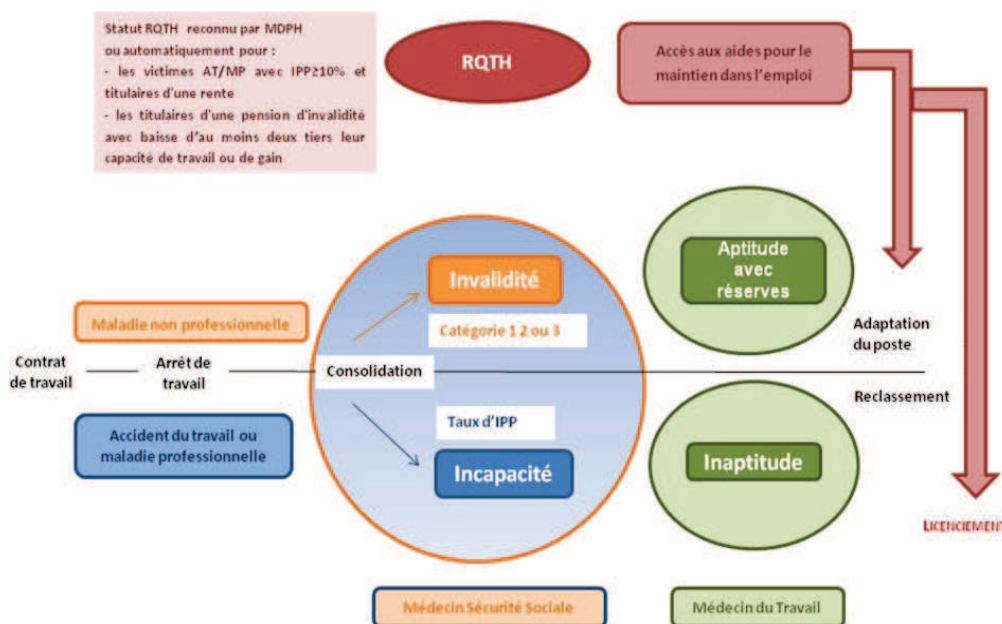 Statut RQTH reconnu par MDPH
ou automatiquement pour :
- les victimes AT/MP avec IPP≥10% et
titulaires d'une rente
- les titulaires d'une pension d'invalidité
avec baisse d'au moins deux tiers leur
capacité de travail ou de gain
RQTH
Accès aux aides pour le
maintien dans l'emploi
Invalidité
Catégorie 1 2 ou 3
Aptitude
avec
réserves
Maladie non professionnelle
Adaptation
du poste
Contrat
de travail
Arrêt de
travail
Consolidation
Reclassement
Accident du travail ou
maladie professionnelle
Taux d'IPP
Incapacité
Inaptitude
LICENCIEMENT
Médecin Sécurité Sociale
Médecin du Travail